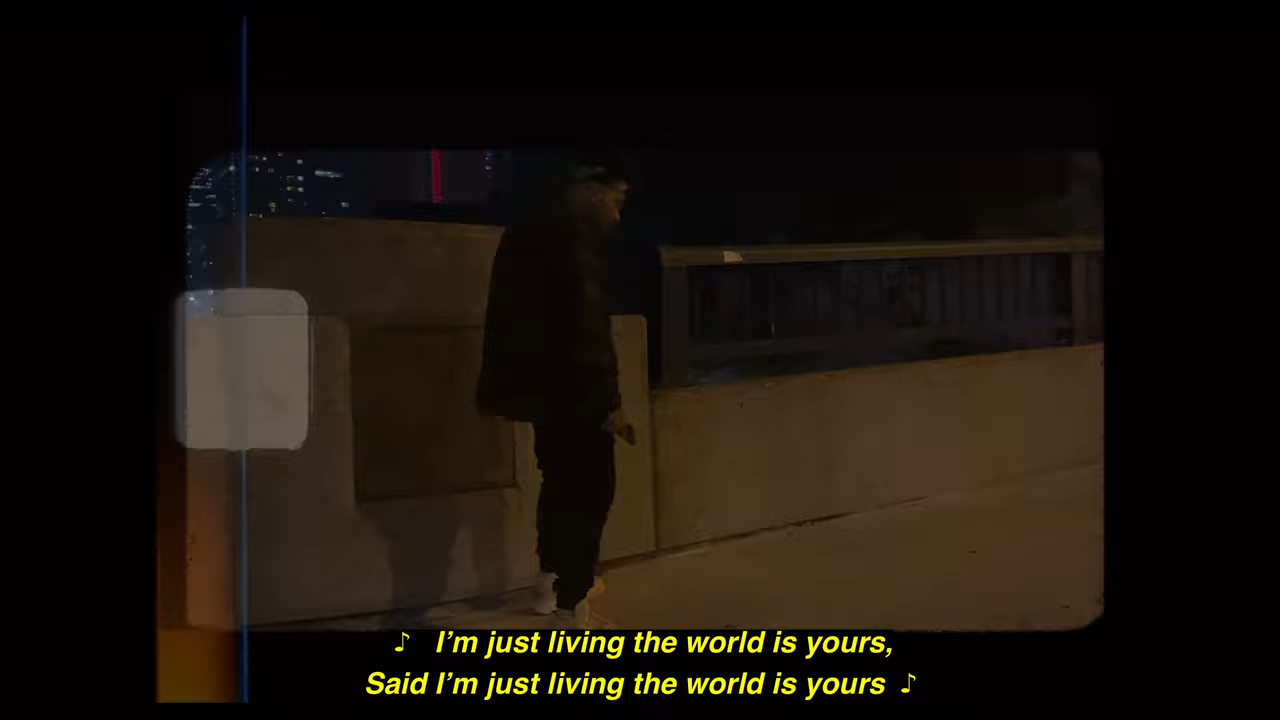 ♪ I’m just living the world is yours,
Said I’m just living the world is yours ♪